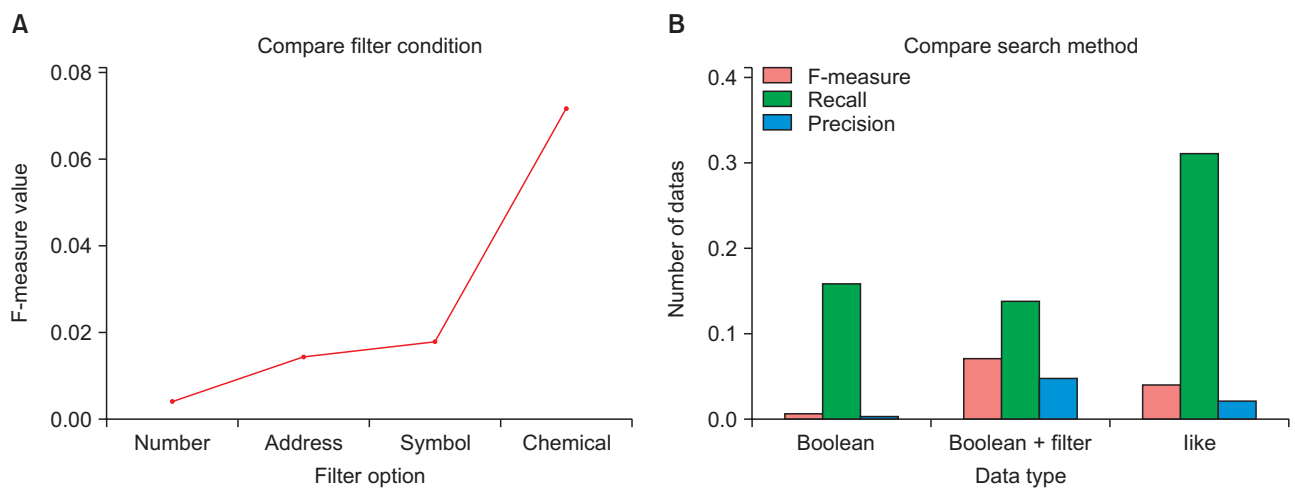 A
Compare filter condition
F-measure value
0.08
0.06
0.04
0.02
0.00
Number
Address
Symbol
Chemical
Filter option
B
Compare search method
F-measure
Recall
Precision
Number of datas
0.4
0.3
0.2
0.1
0.0
Boolean
Boolean + filter
like
Data type